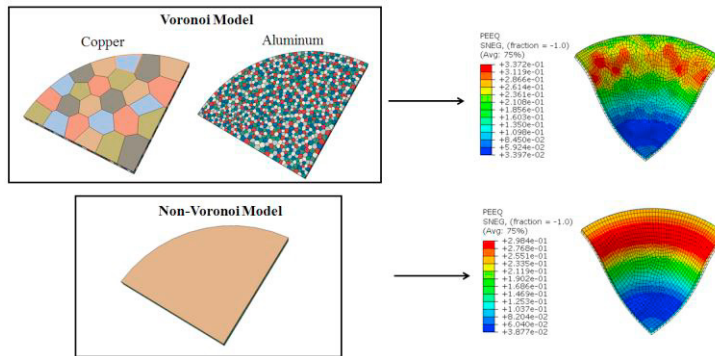 Voronoi Model
Copper
Aluminum
PEEQ
SNEG, (fraction = -1.0)
(Avg: 75%)
+3.372e-01
+3.119e-01
+2.866e-01
+2.614e-01
+2.361e-01
+2.108e-01
+1.856e-01
+1.603e-01
+1.350e-01
+1.098e-01
+8.450e-02
+5.924e-02
+3.397e-02
Non-Voronoi Model
PEEQ
SNEG, (fraction = -1.0)
(Avg: 75%)
+2.984e-01
+2.768e-01
+2.551e-01
+2.335e-01
+2.119e-01
+1.902e-01
+1.686e-01
+1.469e-01
+1.253e-01
+1.037e-01
+8.204e-02
+6.040e-02
+3.877e-02